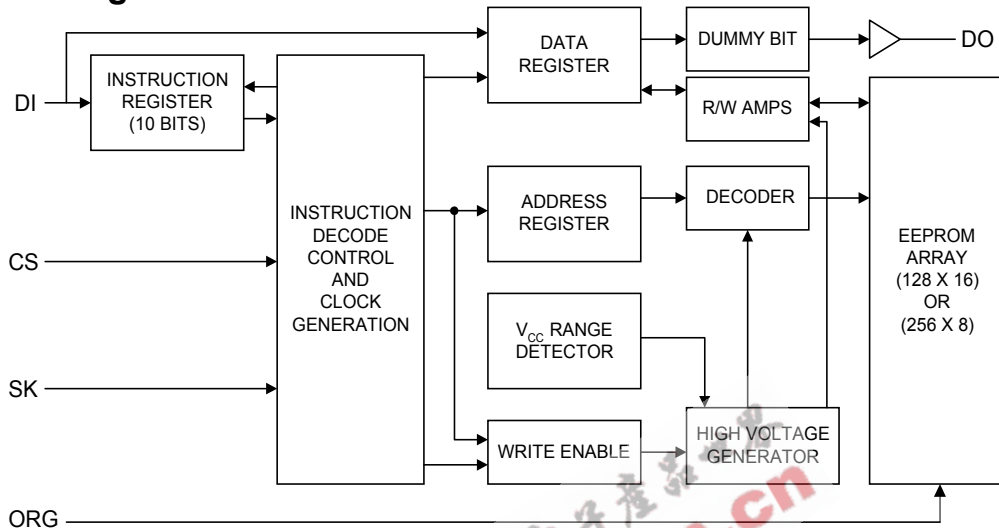 DATA
REGISTER
DUMMY BIT
DO
INSTRUCTION
REGISTER
(10 BITS)
DI
R/W AMPS
INSTRUCTION
DECODE
CONTROL
AND
CLOCK
GENERATION
ADDRESS
REGISTER
DECODER
EEPROM
ARRAY
(128 X 16)
OR
(256 X 8)
CS
VCC RANGE
DETECTOR
SK
WRITE ENABLE
HIGH VOLTAGE
GENERATOR
ORG
.cn